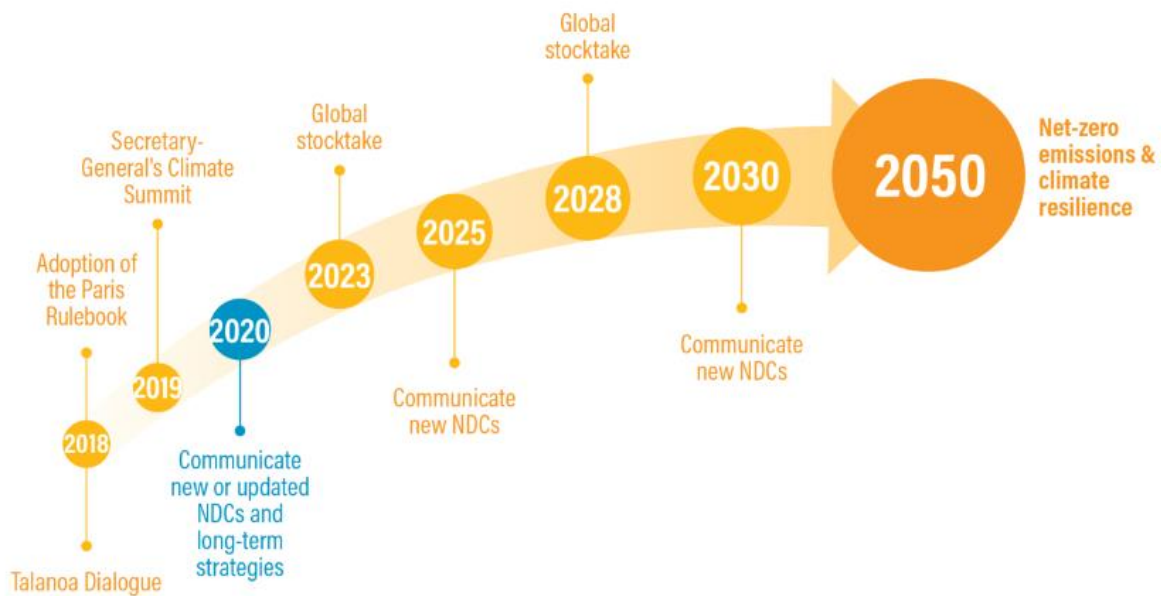 Adoption of
the Paris
Rulebook
2018
Talanoa Dialogue
Secretary-
General's Climate
Summit
2019
2020
Communicate
new or updated
NDCs and
long-term
strategies
Global
stocktake
2023
2025
Communicate
new NDCs
Global
stocktake
2028
2030
Communicate
new NDCs
2050
Net-zero
emissions &
climate
resilience